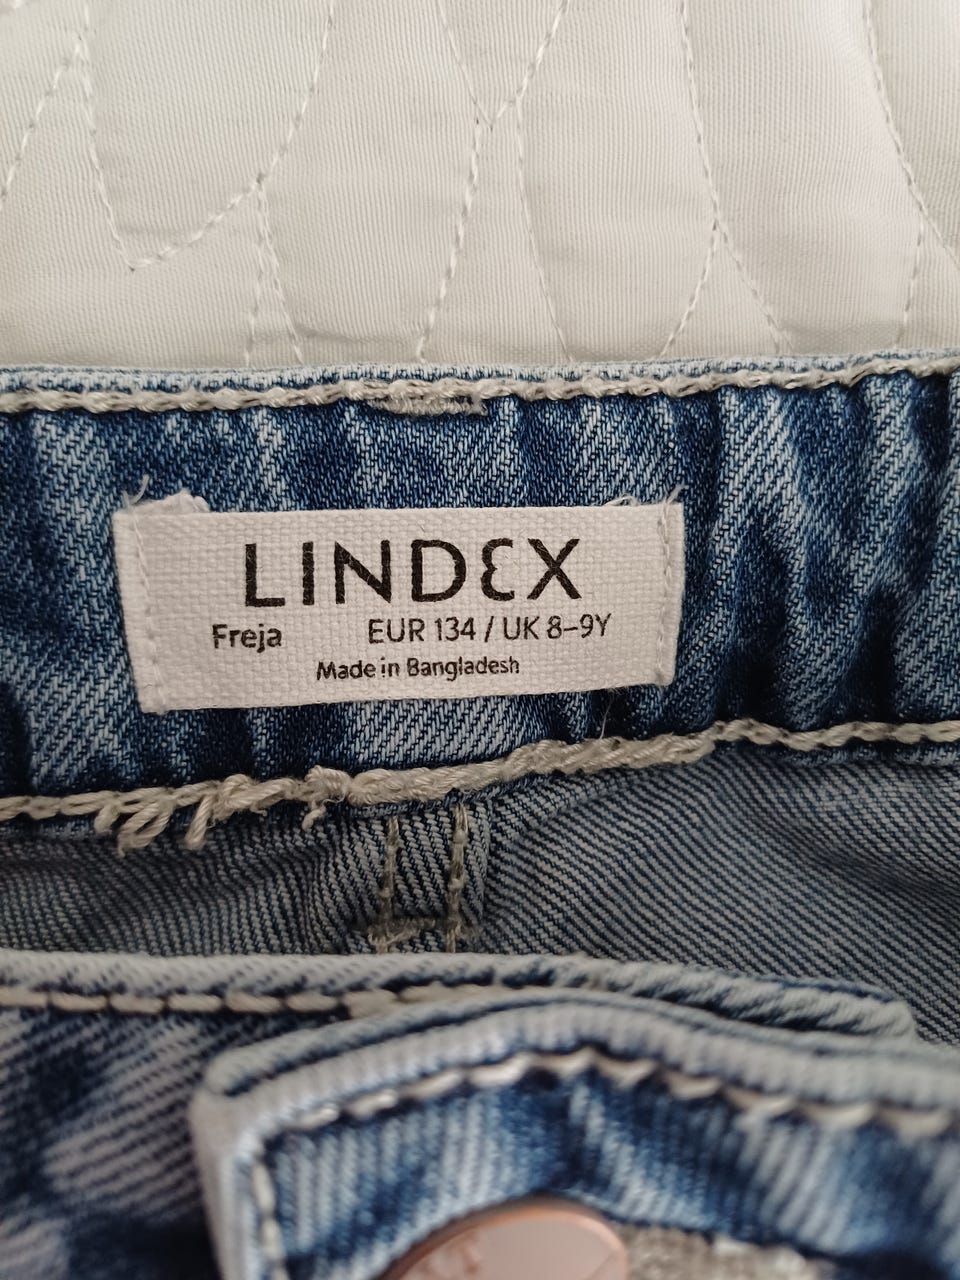 LINDEX
Freja EUR 134 / UK 8–9Y
Made in Bangladesh